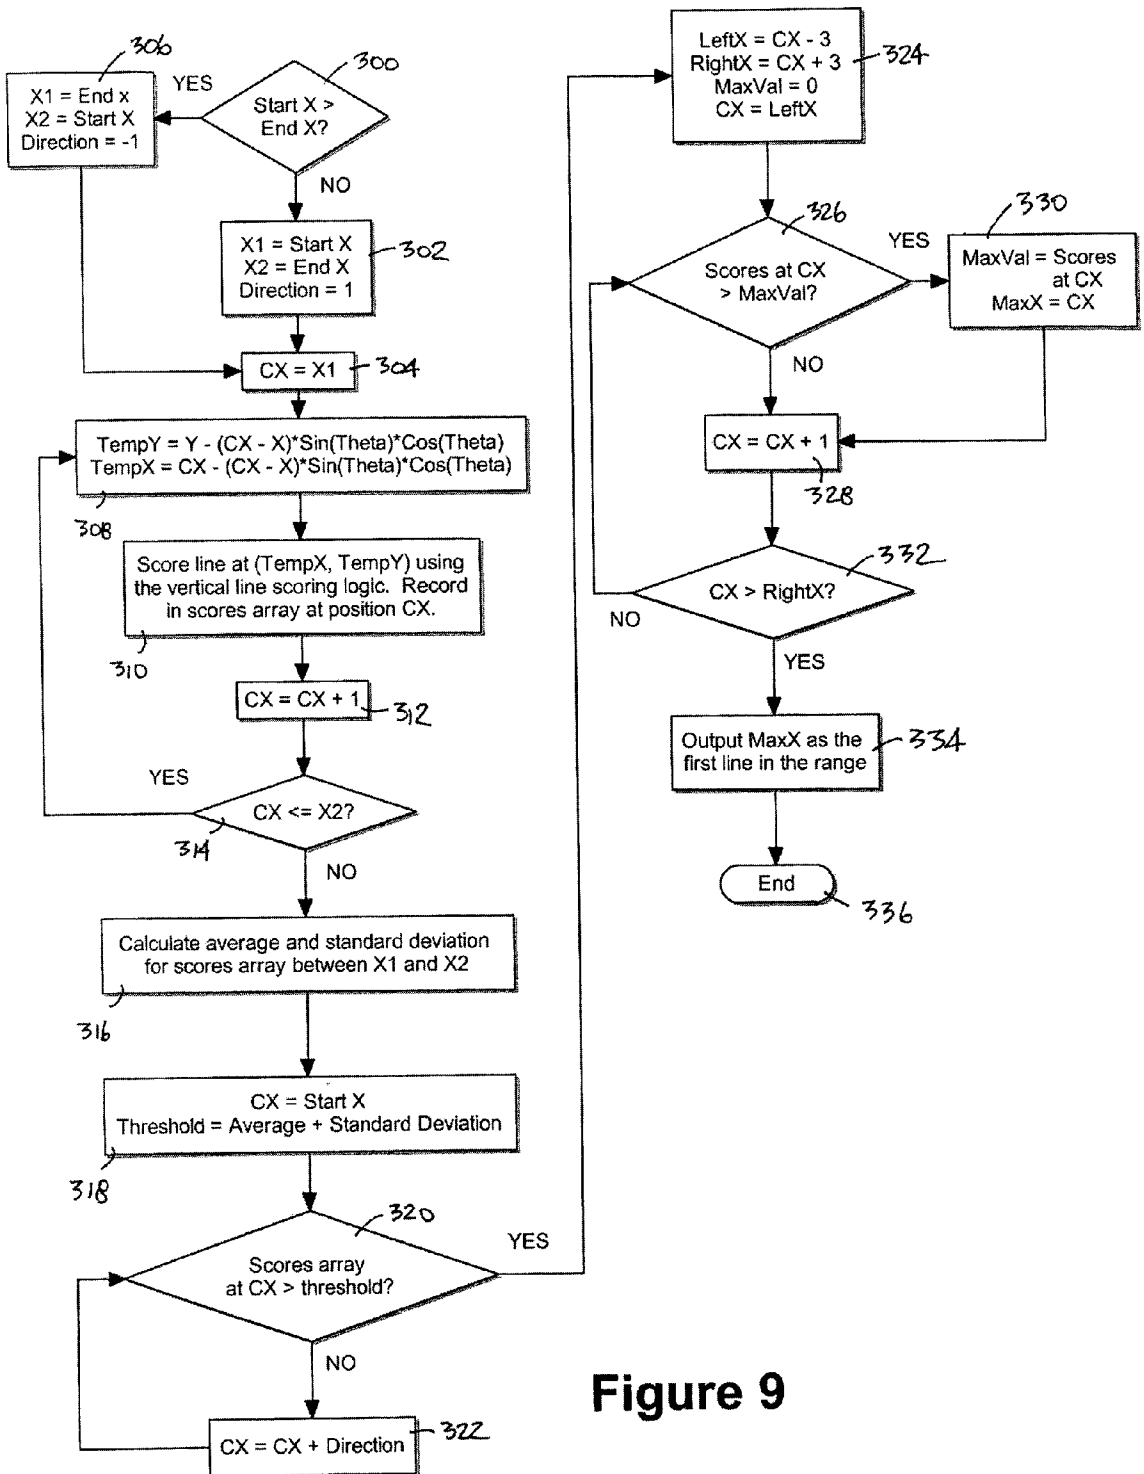 306
X1 = End x
X2 = Start X
Direction = -1
YES
300
Start X >
End X?
NO
X1 = Start X
X2 = End X
Direction = 1
302
CX = X1
304
TempY = Y - (CX - X)*Sin(Theta)*Cos(Theta)
TempX = CX - (CX - X)*Sin(Theta)*Cos(Theta)
308
Score line at (TempX, TempY) using
the vertical line scoring logic. Record
in scores array at position CX.
310
CX = CX + 1
312
YES
CX <= X2?
314
NO
Calculate average and standard deviation
for scores array between X1 and X2
316
CX = Start X
Threshold = Average + Standard Deviation
318
320
Scores array
at CX > threshold?
YES
NO
CX = CX + Direction
322
LeftX = CX - 3
RightX = CX + 3
MaxVal = 0
CX = LeftX
324
326
Scores at CX
> MaxVal?
YES
330
MaxVal = Scores
at CX
MaxX = CX
NO
CX = CX + 1
328
332
CX > RightX?
NO
YES
Output MaxX as the
first line in the range
334
End
336
Figure 9